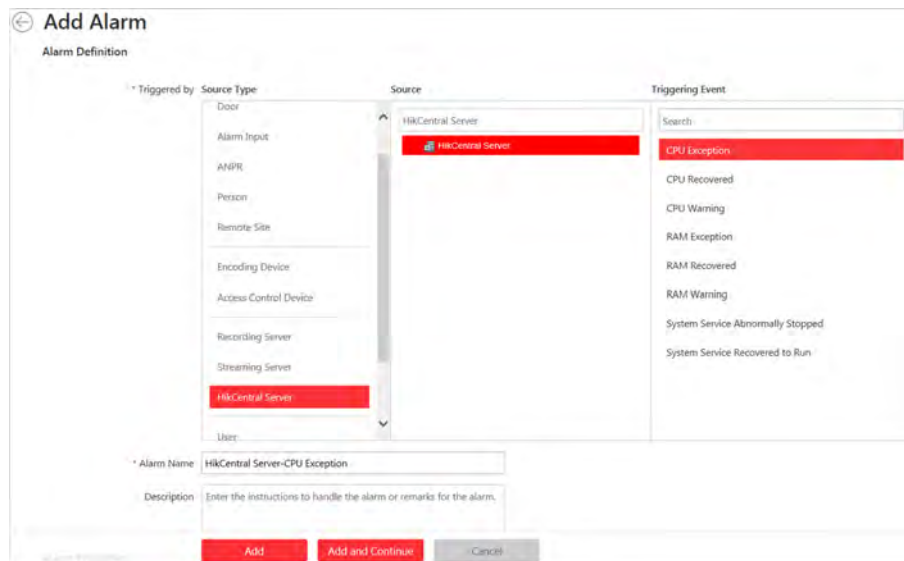 Add Alarm
Alarm Definition
* Triggered by
Source Type
Door
Alarm Input
ANPR
Person
Remote Site
Encoding Device
Access Control Device
Recording Server
Streaming Server
HikCentral Server
User
Source
HikCentral Server
HikCentral Server
Triggering Event
Search
CPU Exception
CPU Recovered
CPU Warning
RAM Exception
RAM Recovered
RAM Warning
System Service Abnormally Stopped
System Service Recovered to Run
* Alarm Name
HikCentral Server-CPU Exception
Description
Enter the instructions to handle the alarm or remarks for the alarm.
Add
Add and Continue
Cancel